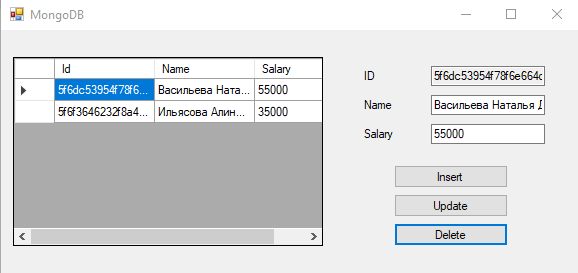 MongoDB
Id Name Salary
5f6dc53954f78f6... Васильева Ната... 55000
5f6f3646232f8a4... Ильясова Алин... 35000
ID 5f6dc53954f78f6e664c
Name Васильева Наталья Д
Salary 55000
Insert
Update
Delete